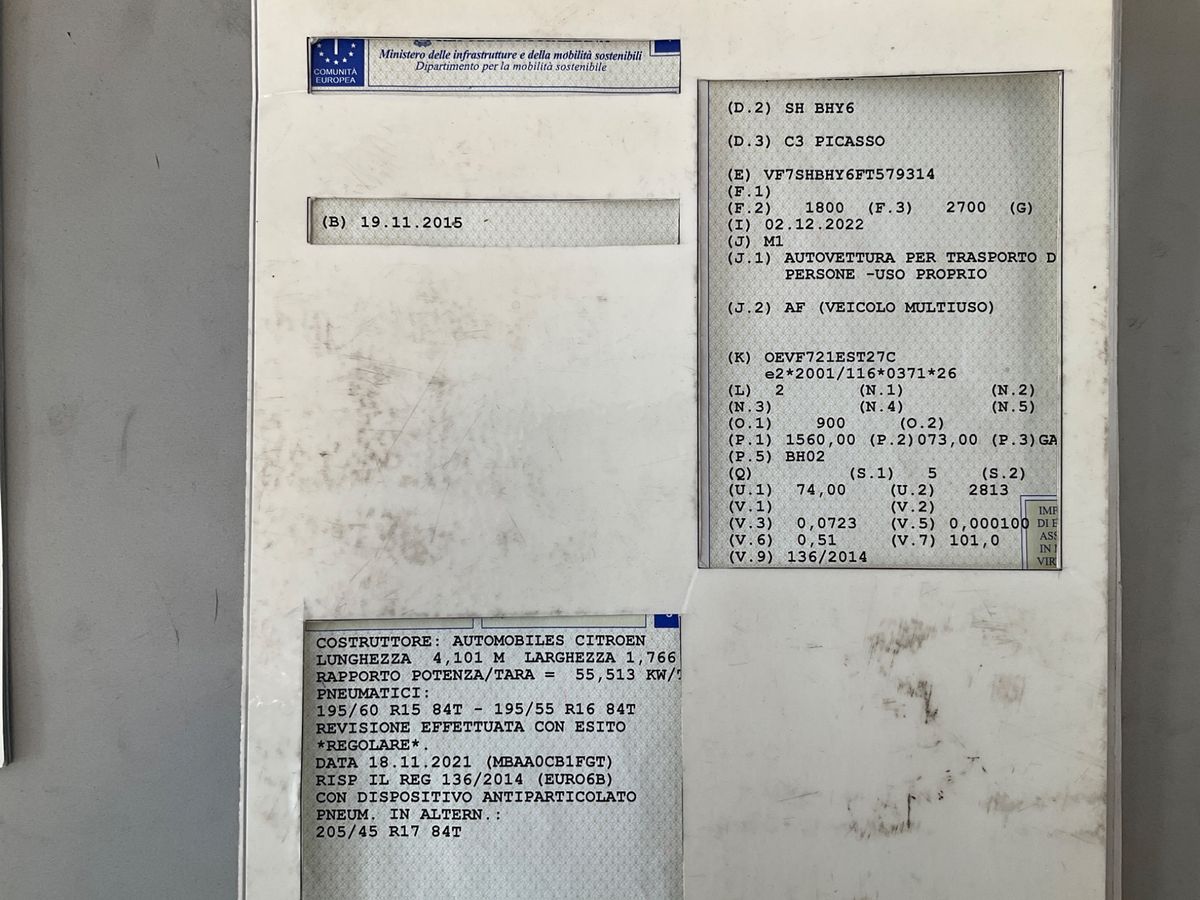 COMUNITÀ
EUROPEA
Ministero delle infrastrutture e della mobilità sostenibili
Dipartimento per la mobilità sostenibile
(B) 19.11.2015
(D.2) SH BHY6
(D.3) C3 PICASSO
(E) VF7SHBHY6FT579314
(F.1)
(F.2) 1800 (F.3) 2700 (G)
(I) 02.12.2022
(J) M1
(J.1) AUTOVETTURA PER TRASPORTO D
PERSONE -USO PROPRIO
(J.2) AF (VEICOLO MULTIUSO)
(K) OEVF721EST27C
e2*2001/116*0371*26
(L) 2 (N.1) (N.2)
(N.3) (N.4) (N.5)
(O.1) 900 (O.2)
(P.1) 1560,00 (P.2)073,00 (P.3)GA
(P.5) BH02
(Q) (S.1) 5 (S.2)
(U.1) 74,00 (U.2) 2813
(V.1) (V.2)
(V.3) 0,0723 (V.5) 0,000100
(V.6) 0,51 (V.7) 101,0
(V.9) 136/2014
IMF
DI E
ASS
IN
VIR
COSTRUTTORE: AUTOMOBILES CITROEN
LUNGHEZZA 4,101 M LARGHEZZA 1,766
RAPPORTO POTENZA/TARA = 55,513 KW/T
PNEUMATICI:
195/60 R15 84T - 195/55 R16 84T
REVISIONE EFFETTUATA CON ESITO
*REGOLARE*.
DATA 18.11.2021 (MBAA0CB1FGT)
RISP IL REG 136/2014 (EURO6B)
CON DISPOSITIVO ANTIPARTICOLATO
PNEUM. IN ALTERN.:
205/45 R17 84T